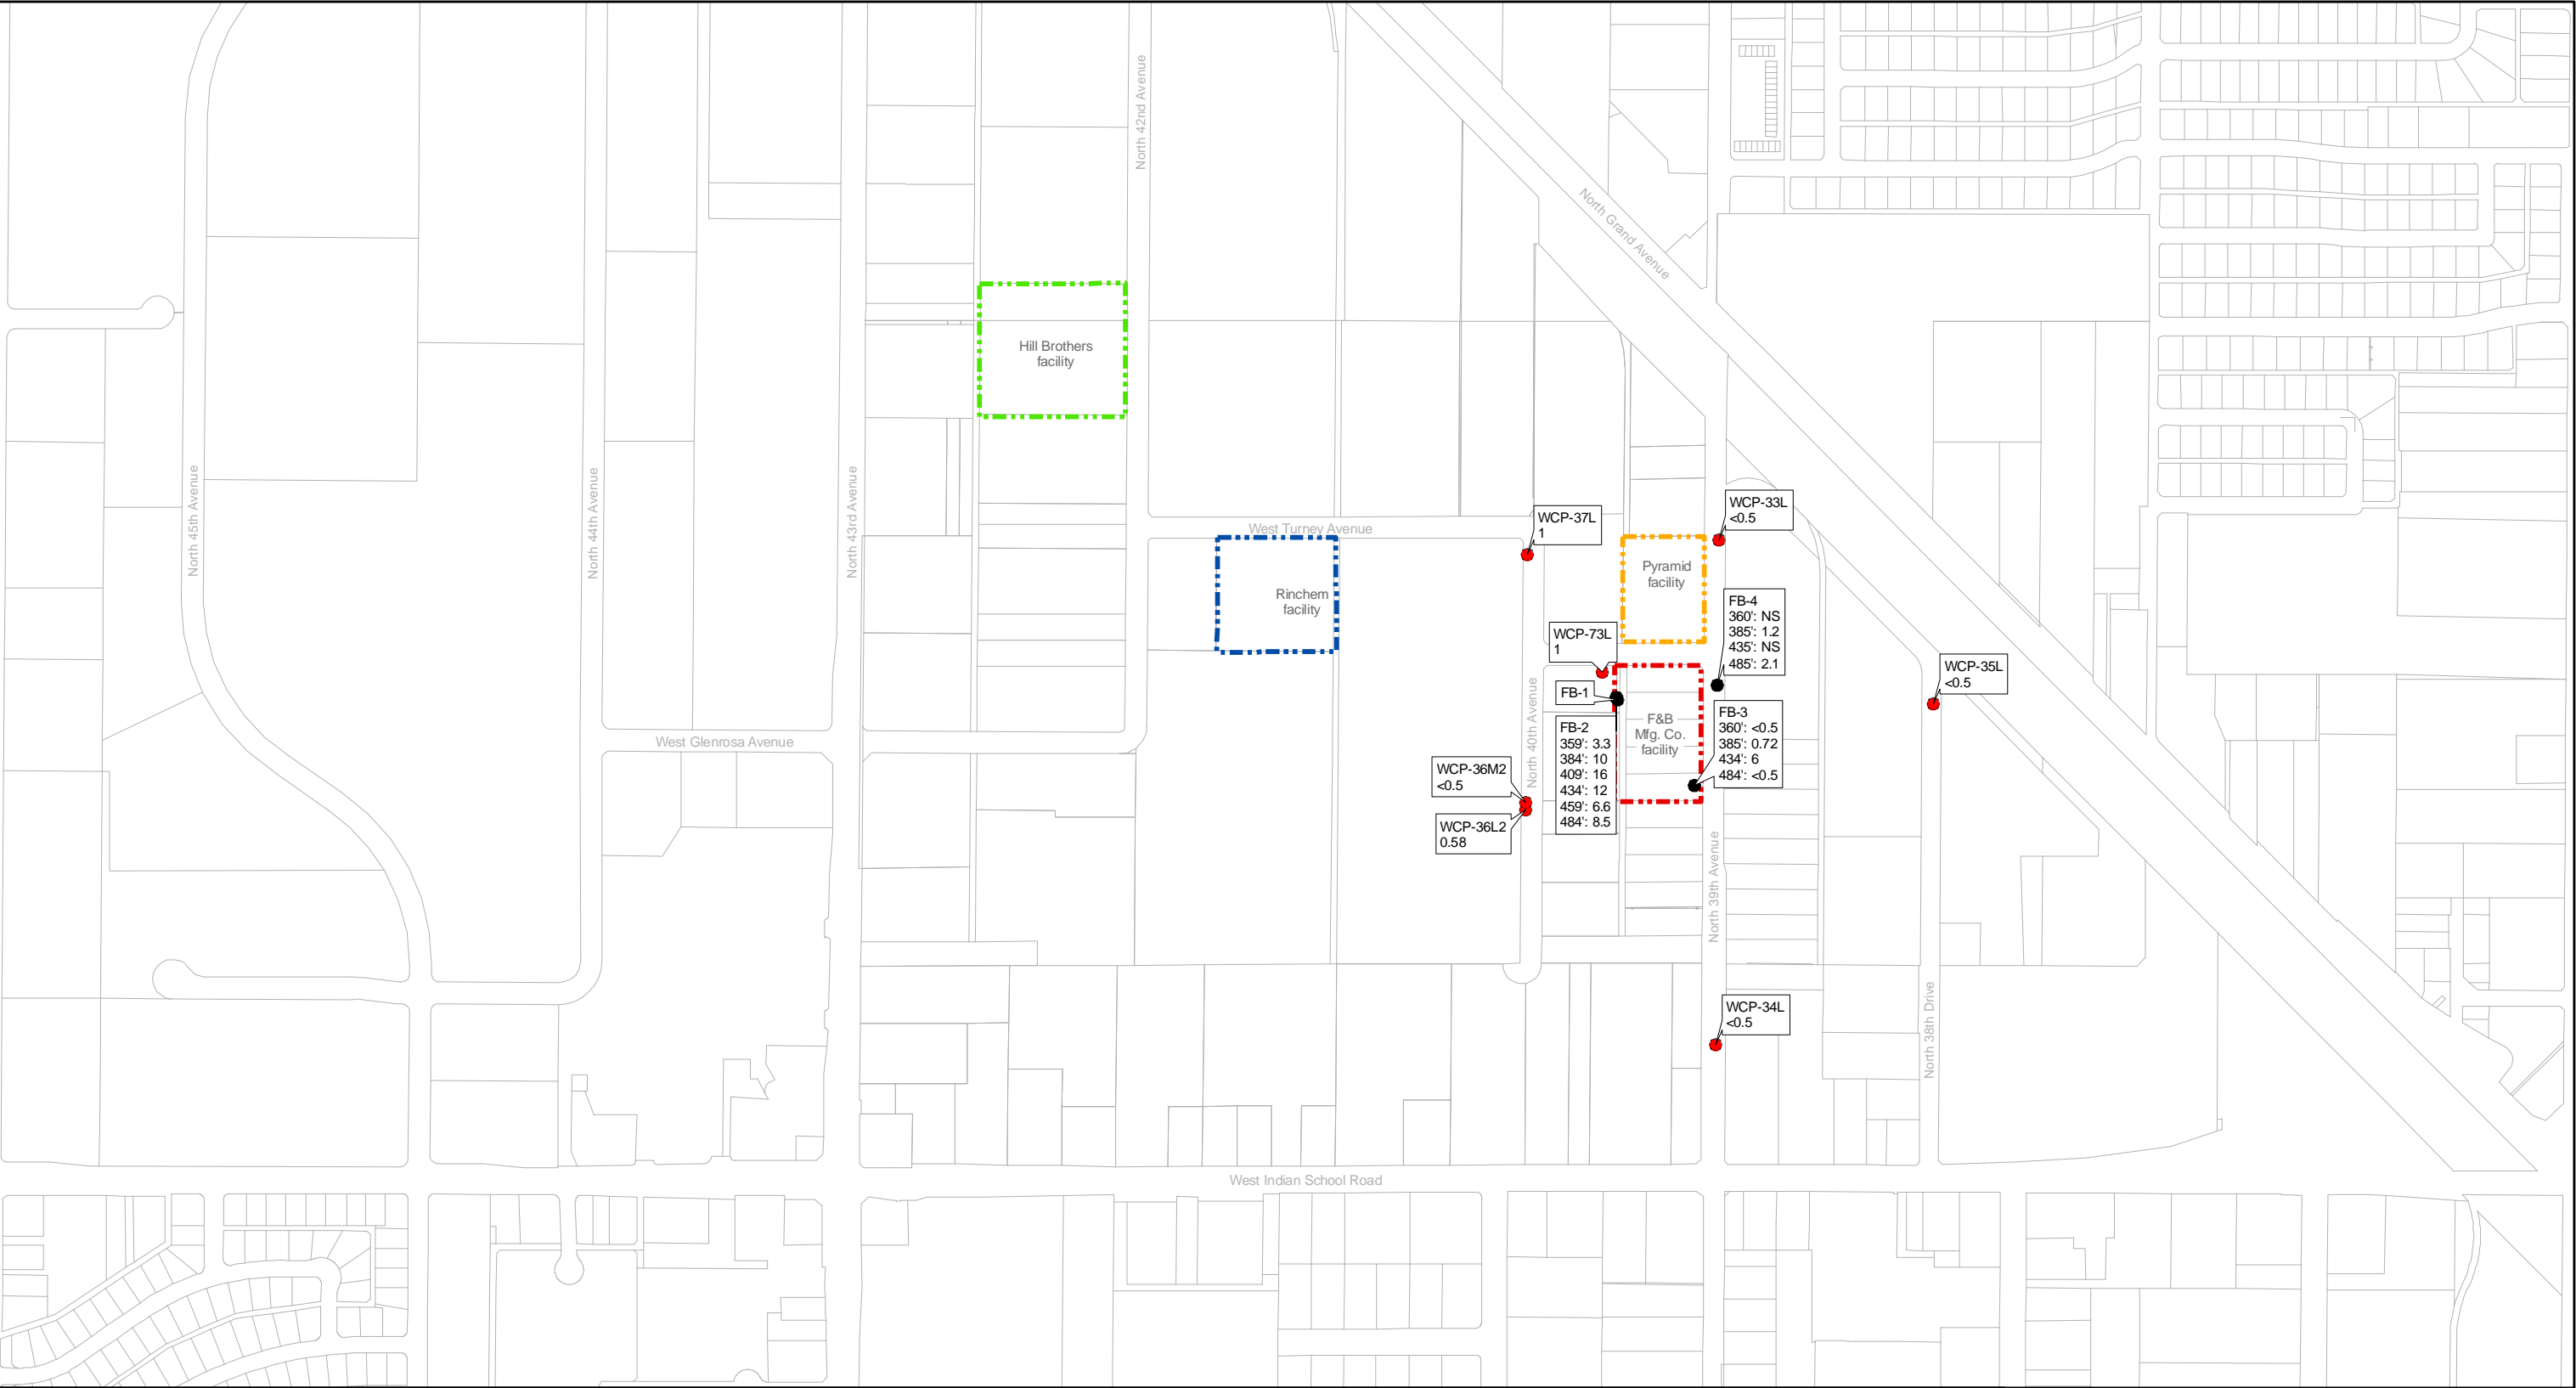 North 42nd Avenue
North Grand Avenue
Hill Brothers
facility
North 45th Avenue
North 44th Avenue
North 43rd Avenue
West Turney Avenue
WCP-37L
1
WCP-33L
<0.5
Pyramid
facility
Rinchem
facility
FB-4
360': NS
385': 1.2
435': NS
485': 2.1
WCP-73L
1
WCP-35L
<0.5
FB-1
North 40th Avenue
F&B
Mfg. Co.
facility
FB-3
360': <0.5
385': 0.72
434': 6
484': <0.5
FB-2
359': 3.3
384': 10
409': 16
434': 12
459': 6.6
484': 8.5
West Glenrosa Avenue
WCP-36M2
<0.5
WCP-36L2
0.58
North 39th Avenue
WCP-34L
<0.5
North 38th Drive
West Indian School Road